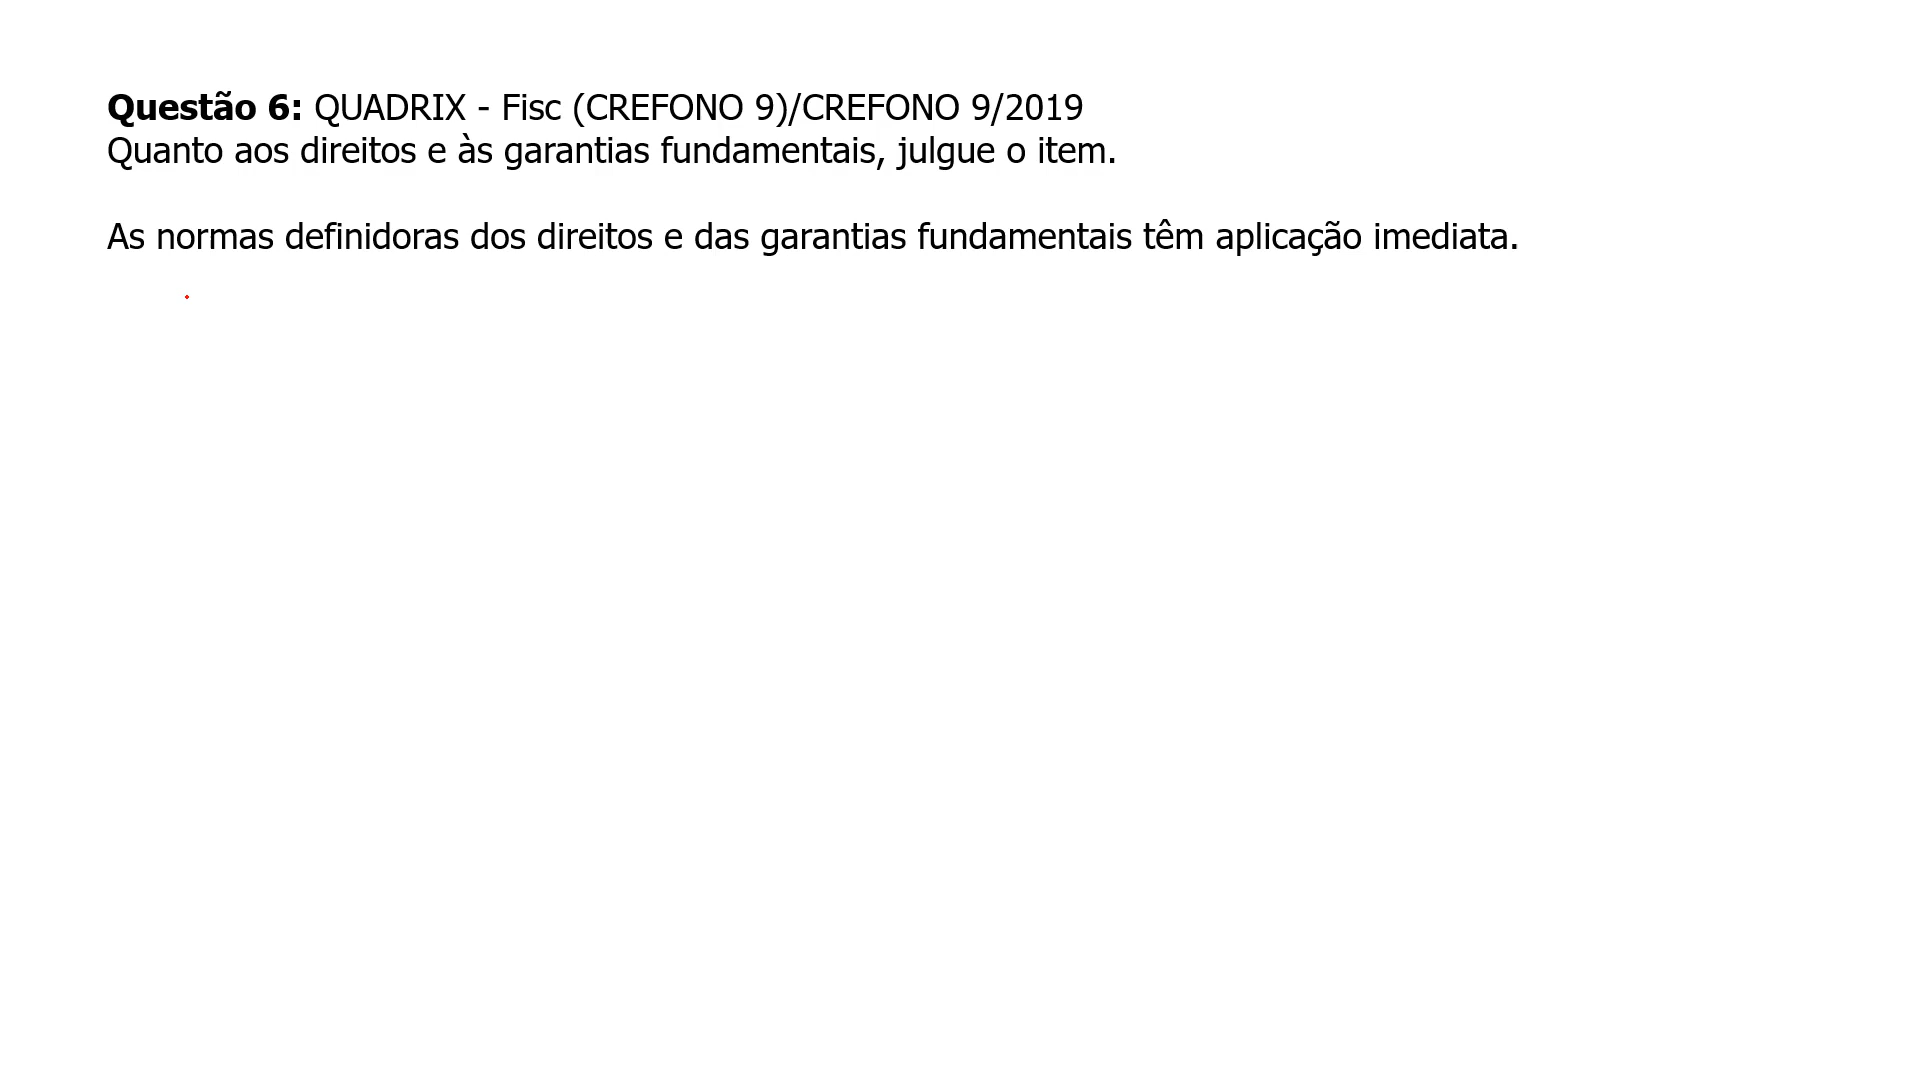 Questão 6: QUADRIX - Fisc (CREFONO 9)/CREFONO 9/2019
Quanto aos direitos e às garantias fundamentais, julgue o item.
As normas definidoras dos direitos e das garantias fundamentais têm aplicação imediata.